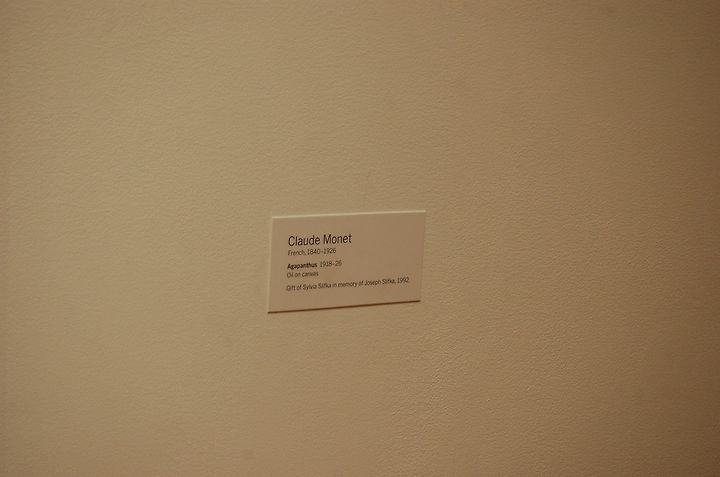 Claude Monet
French, 1840–1926
Agapanthus 1918–26
Oil on canvas
Gift of Sylvia Slifka in memory of Joseph Slifka, 1992